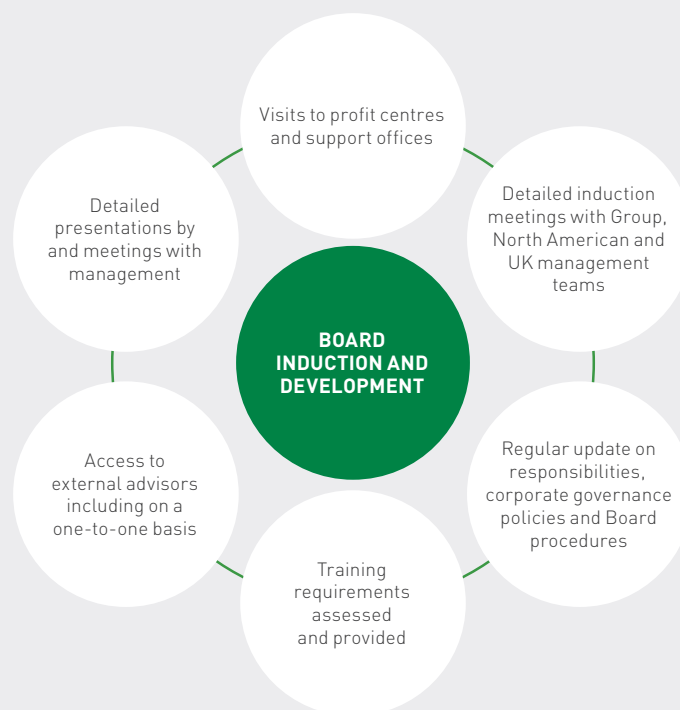 Visits to profit centres
and support offices
Detailed induction
meetings with Group,
North American and
UK management
teams
Regular update on
responsibilities,
corporate governance
policies and Board
procedures
Training
requirements
assessed
and provided
Access to
external advisors
including on a
one-to-one basis
Detailed
presentations by
and meetings with
management
BOARD
INDUCTION AND
DEVELOPMENT